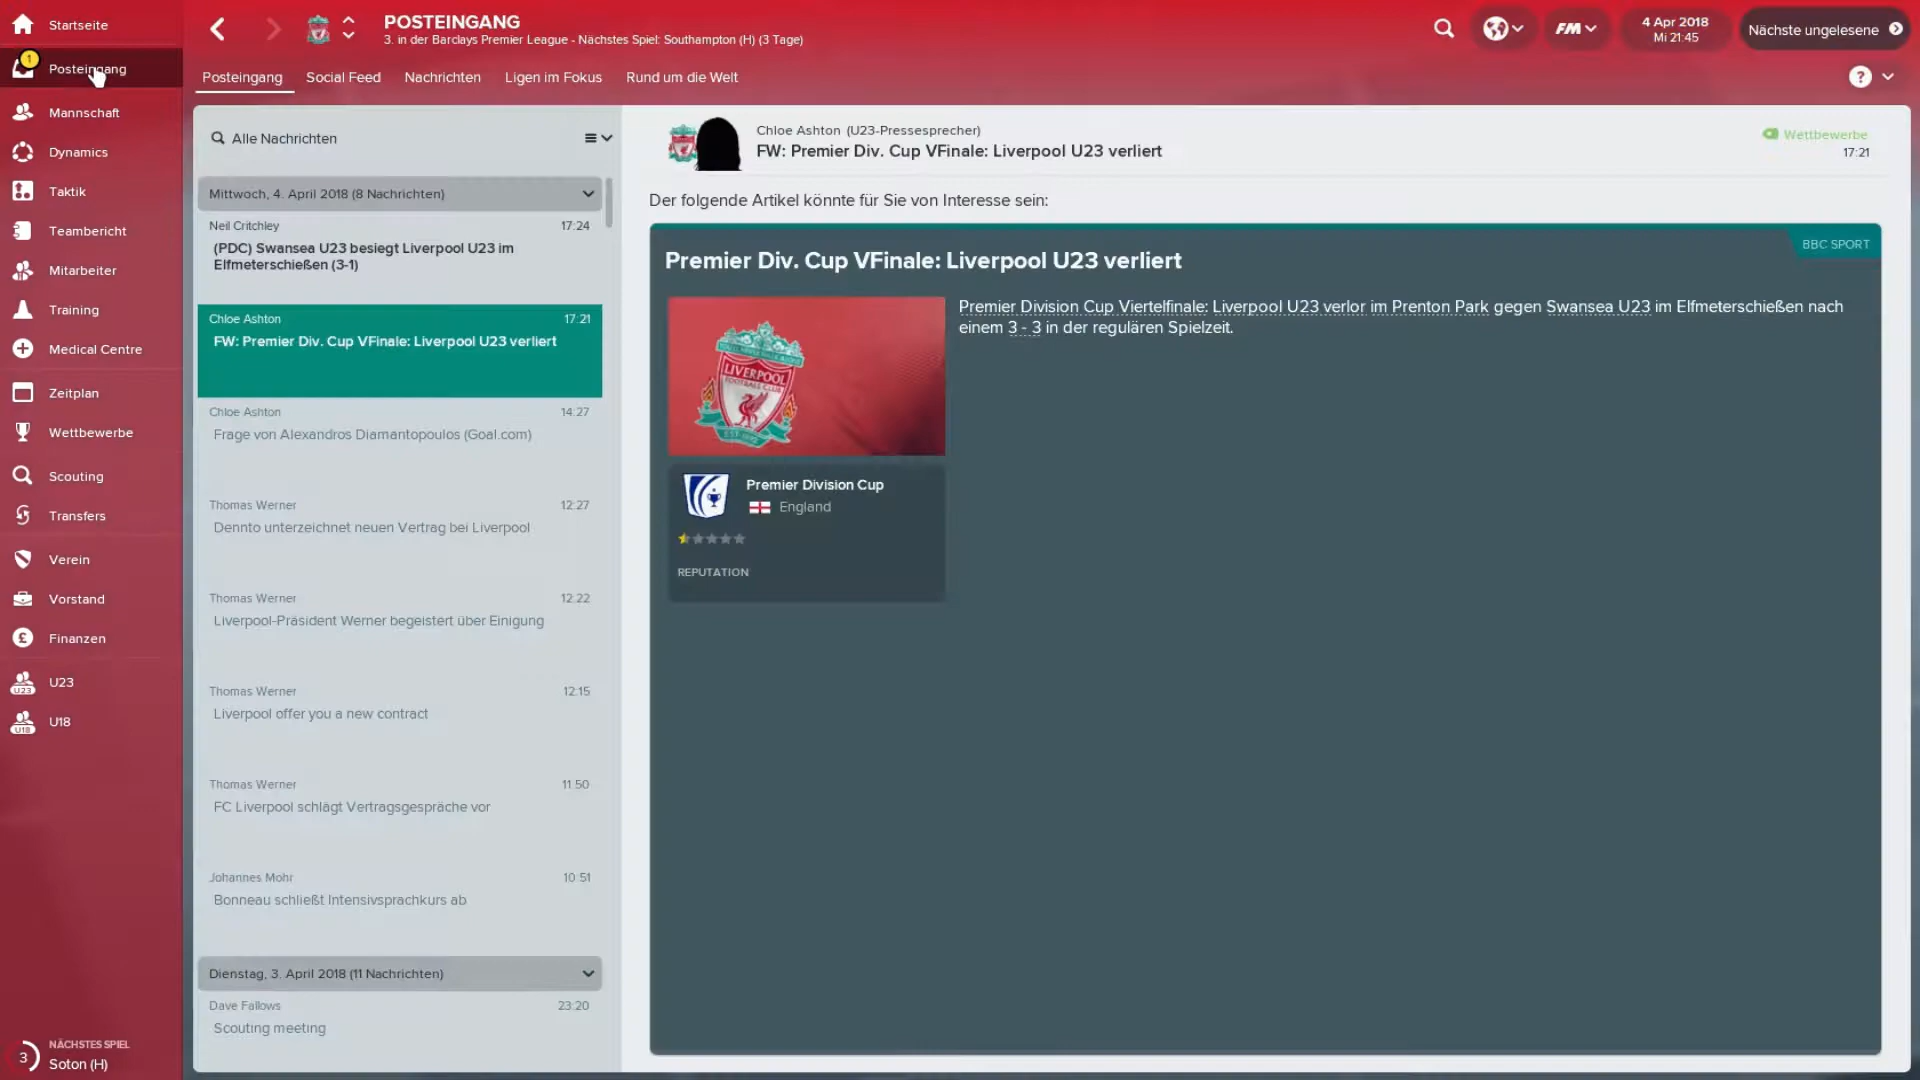 Startseite
1
Posteingang
Mannschaft
Dynamics
Taktik
Teambericht
Mitarbeiter
Training
Medical Centre
Zeitplan
Wettbewerbe
Scouting
Transfers
Verein
Vorstand
Finanzen
U23
U23
U18
U18
3
NÄCHSTES SPIEL
Soton (H)
POSTEINGANG
3. in der Barclays Premier League - Nächstes Spiel: Southampton (H) (3 Tage)
FM
4 Apr 2018
Mi 21:45
Nächste ungelesene
Posteingang
Social Feed
Nachrichten
Ligen im Fokus
Rund um die Welt
?
Alle Nachrichten
Mittwoch, 4. April 2018 (8 Nachrichten)
Neil Critchley 17:24
(PDC) Swansea U23 besiegt Liverpool U23 im
Elfmeterschießen (3-1)
Chloe Ashton 17:21
FW: Premier Div. Cup VFinale: Liverpool U23 verliert
Chloe Ashton 14:27
Frage von Alexandros Diamantopoulos (Goal.com)
Thomas Werner 12:27
Dennto unterzeichnet neuen Vertrag bei Liverpool
Thomas Werner 12:22
Liverpool-Präsident Werner begeistert über Einigung
Thomas Werner 12:15
Liverpool offer you a new contract
Thomas Werner 11:50
FC Liverpool schlägt Vertragsgespräche vor
Johannes Mohr 10:51
Bonneau schließt Intensivsprachkurs ab
Dienstag, 3. April 2018 (11 Nachrichten)
Dave Fallows 23:20
Scouting meeting
Chloe Ashton (U23-Pressesprecher)
FW: Premier Div. Cup VFinale: Liverpool U23 verliert
Wettbewerbe
17:21
Der folgende Artikel könnte für Sie von Interesse sein:
BBC SPORT
Premier Div. Cup VFinale: Liverpool U23 verliert
LIVERPOOL
FOOTBALL CLUB
Premier Division Cup Viertelfinale: Liverpool U23 verlor im Prenton Park gegen Swansea U23 im Elfmeterschießen nach
einem 3 - 3 in der regulären Spielzeit.
Premier Division Cup
England
REPUTATION